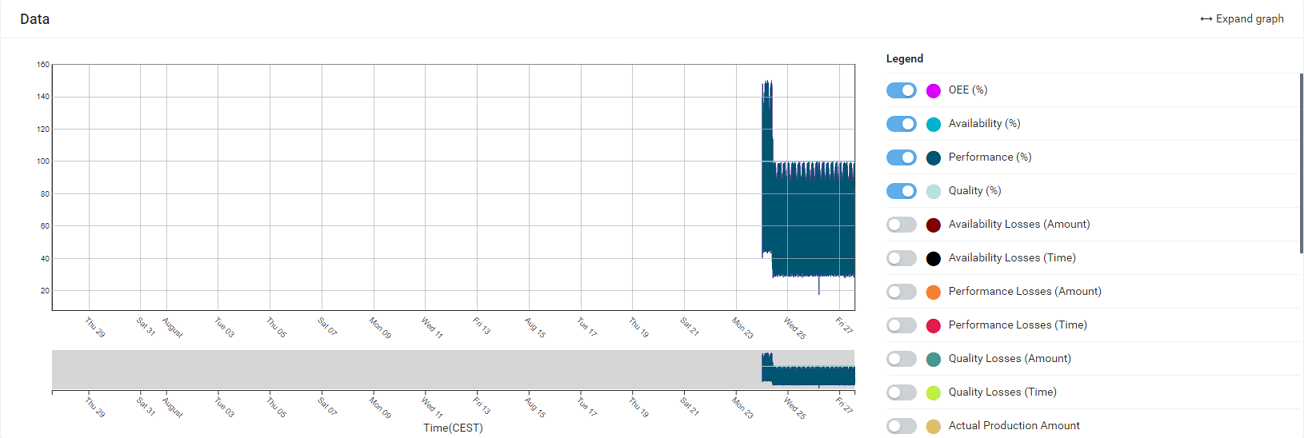 Data
Expand graph
160
140
120
100
80
60
40
20
Thu 29
Sat 31
August
Tue 03
Thu 05
Sat 07
Mon 09
Wed 11
Fri 13
Aug 15
Tue 17
Thu 19
Sat 21
Mon 23
Wed 25
Fri 27
Thu 29
Sat 31
August
Tue 03
Thu 05
Sat 07
Mon 09
Wed 11
Fri 13
Aug 15
Tue 17
Thu 19
Sat 21
Mon 23
Wed 25
Fri 27
Time(CEST)
Legend
OEE (%)
Availability (%)
Performance (%)
Quality (%)
Availability Losses (Amount)
Availability Losses (Time)
Performance Losses (Amount)
Performance Losses (Time)
Quality Losses (Amount)
Quality Losses (Time)
Actual Production Amount